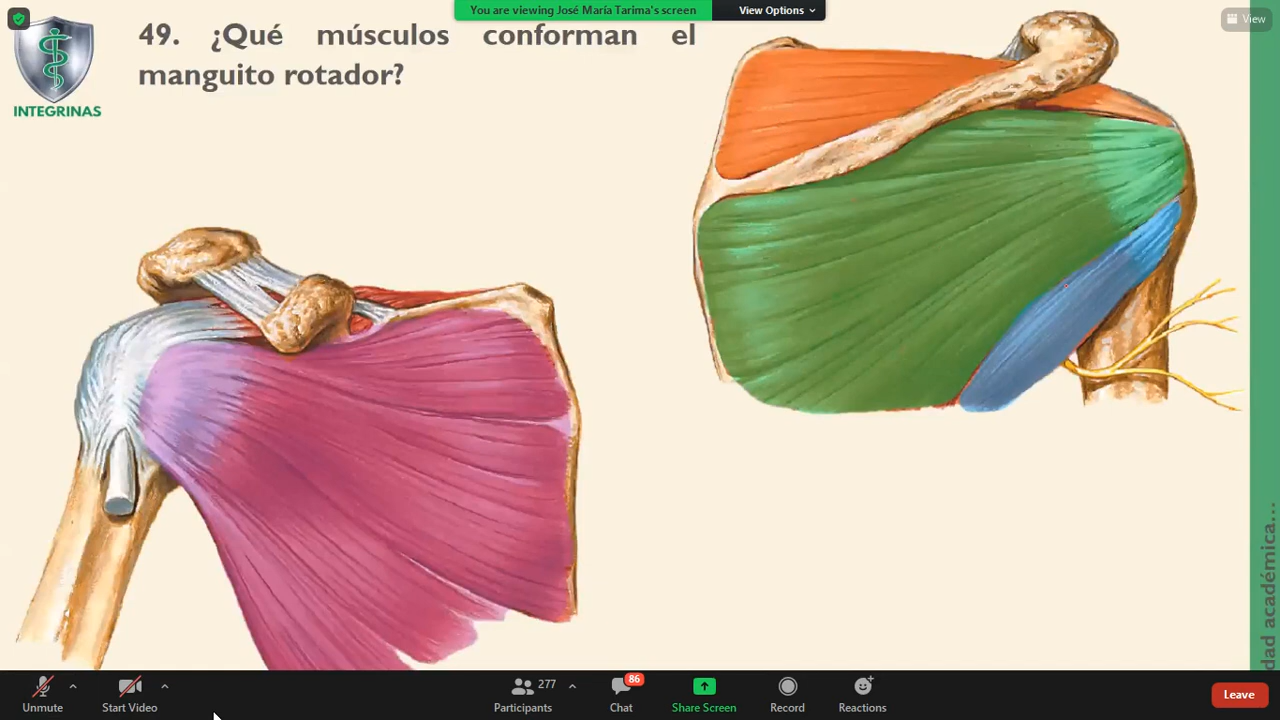 You are viewing José María Tarima's screen
View Options
View
49. ¿Qué músculos conforman el
manguito rotador?
INTEGRINAS
dad académica...
Unmute
Start Video
277
Participants
86
Chat
Share Screen
Record
Reactions
Leave